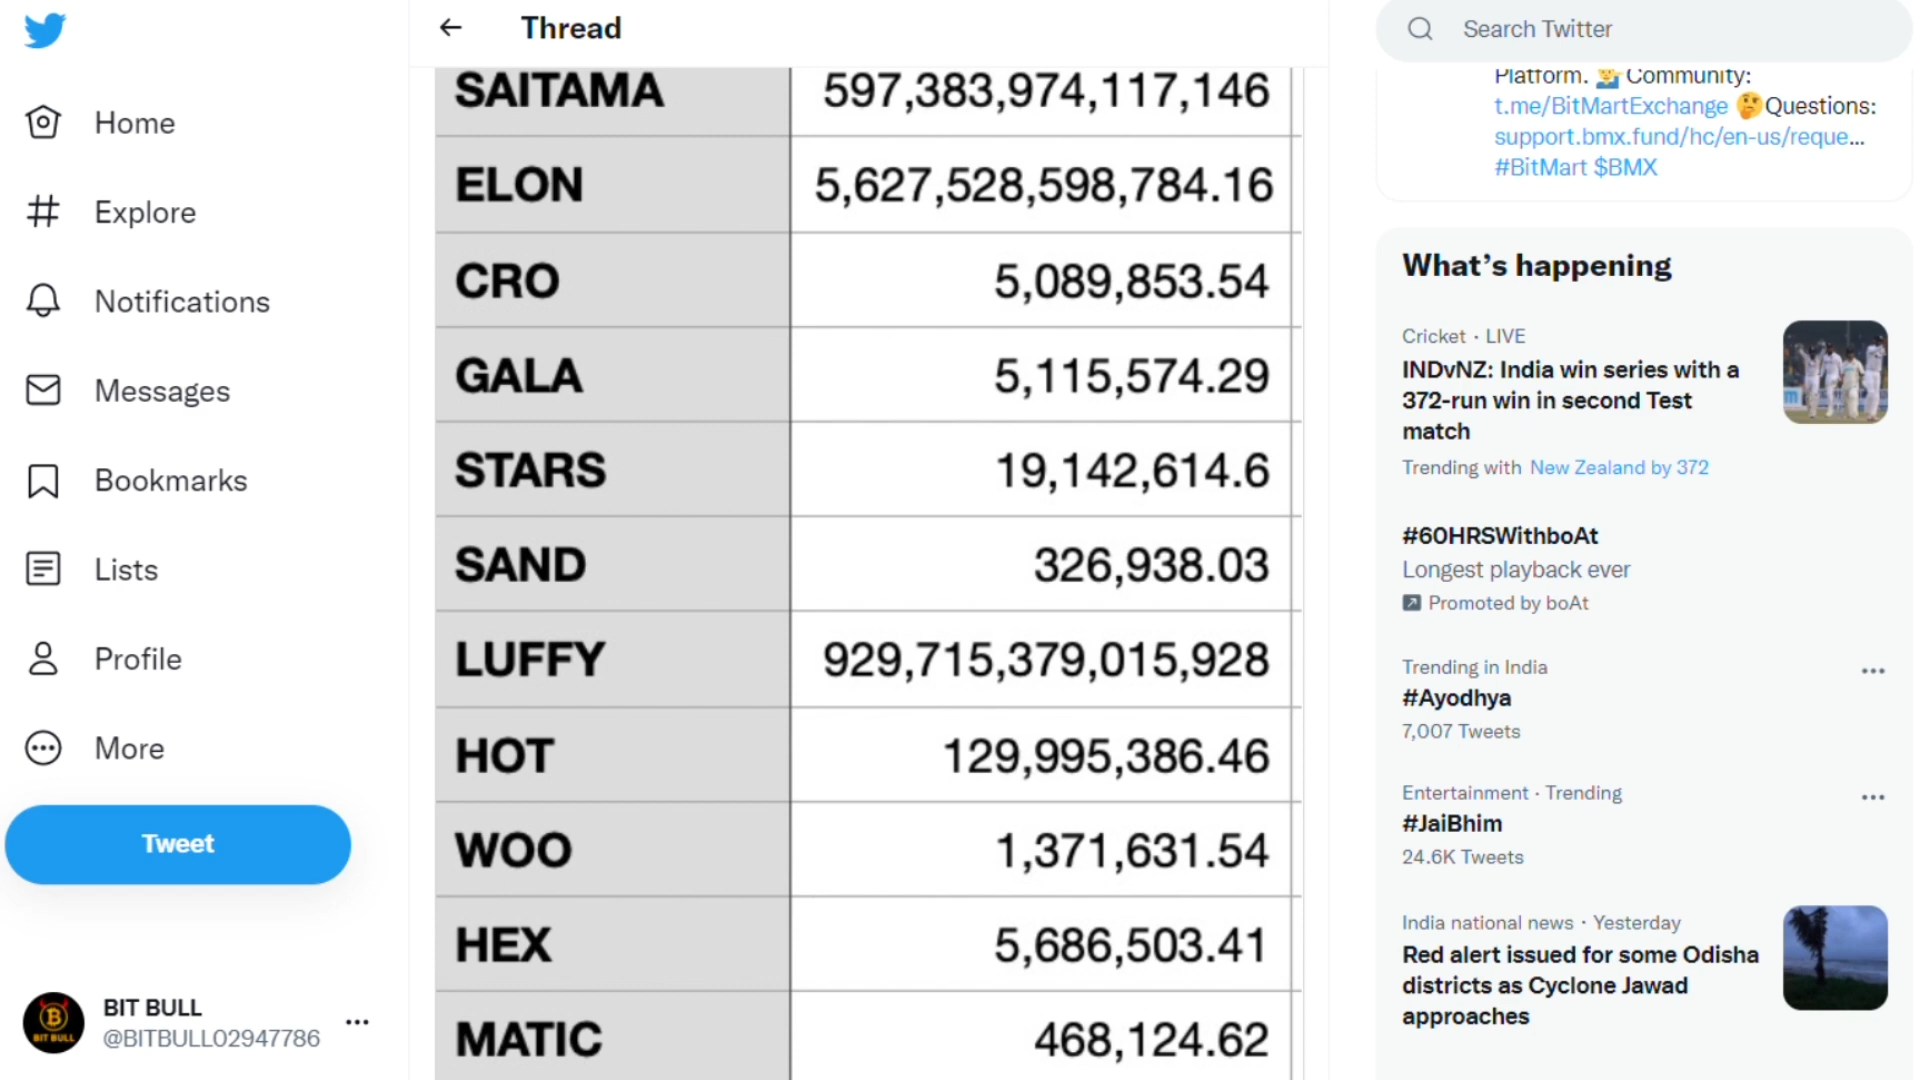 Home
Explore
Notifications
Messages
Bookmarks
Lists
Profile
More
Tweet
BIT BULL
BIT BULL
@BITBULL02947786
Thread
SAITAMA 597,383,974,117,146
ELON 5,627,528,598,784.16
CRO 5,089,853.54
GALA 5,115,574.29
STARS 19,142,614.6
SAND 326,938.03
LUFFY 929,715,379,015,928
HOT 129,995,386.46
WOO 1,371,631.54
HEX 5,686,503.41
MATIC 468,124.62
Search Twitter
Platform. 💁Community:
t.me/BitMartExchange 🤔Questions:
support.bmx.fund/hc/en-us/reque...
#BitMart $BMX
What's happening
Cricket · LIVE
INDvNZ: India win series with a
372-run win in second Test
match
Trending with New Zealand by 372
#60HRSWithboAt
Longest playback ever
Promoted by boAt
Trending in India
#Ayodhya
7,007 Tweets
Entertainment · Trending
#JaiBhim
24.6K Tweets
India national news · Yesterday
Red alert issued for some Odisha
districts as Cyclone Jawad
approaches